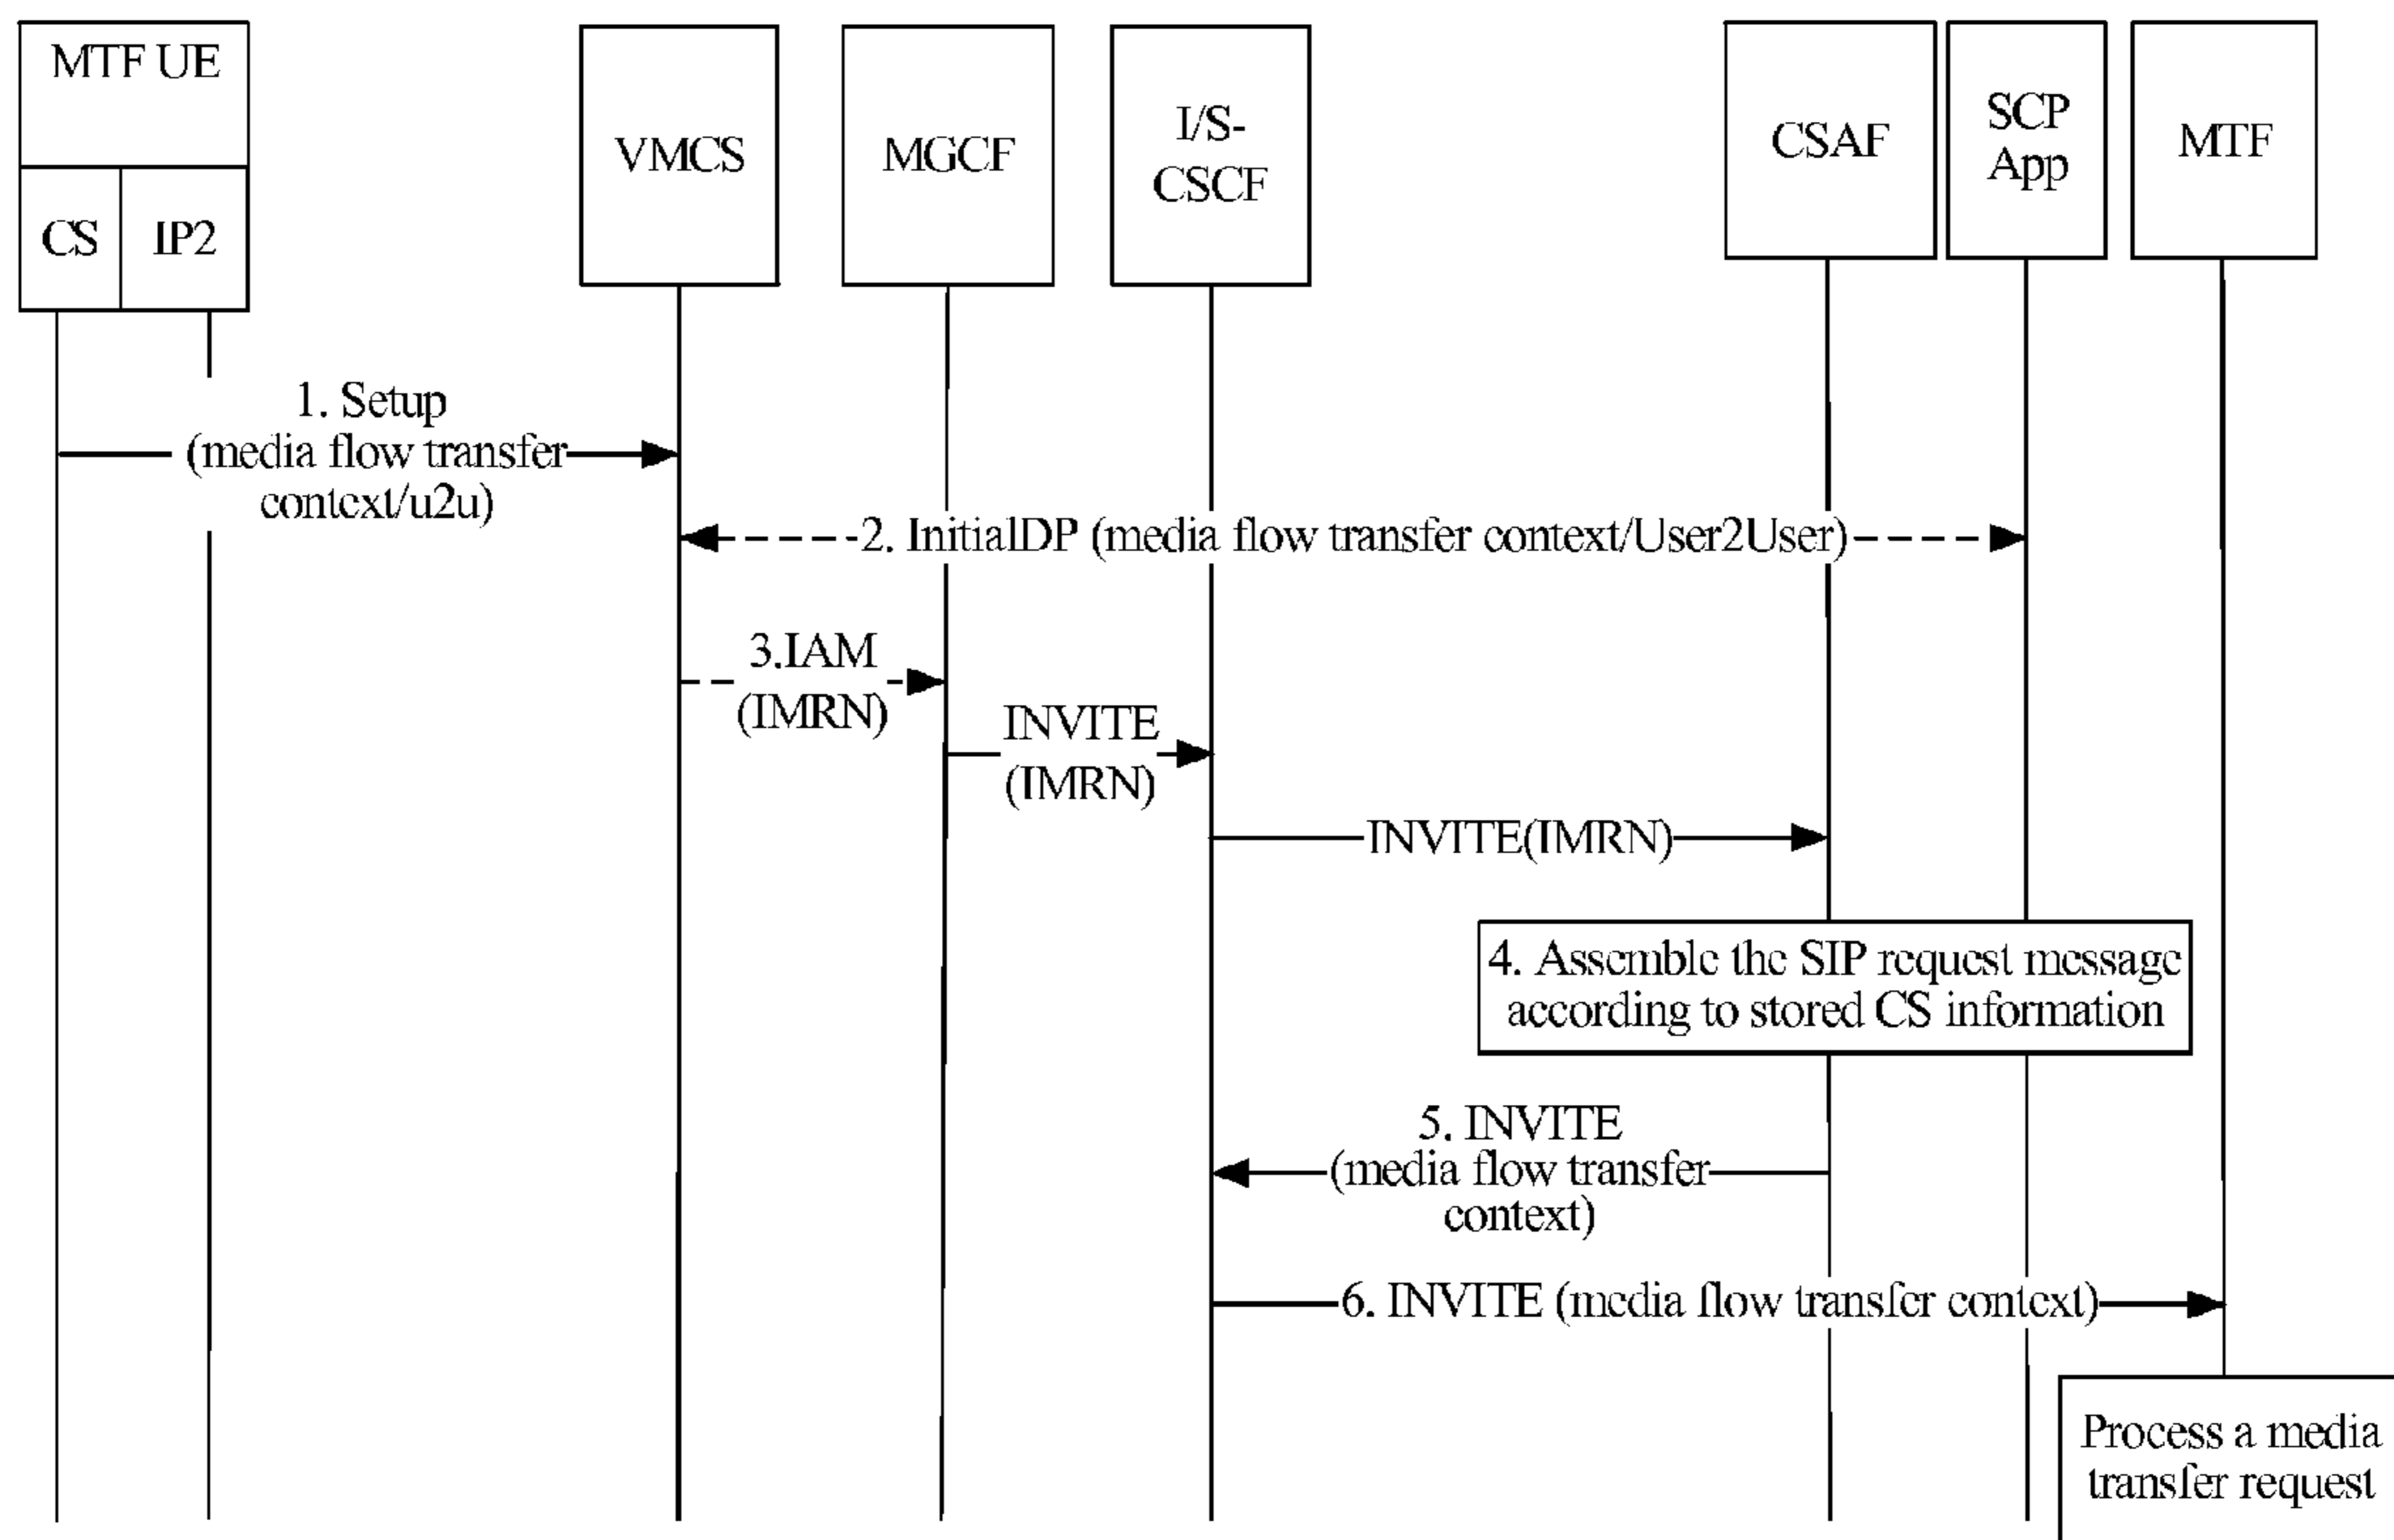 MTF UE
CS
IP2
VMCS
MGCF
I/S-
CSCF
CSAF
SCP
App
MTF
1. Setup
(media flow transfer
context/u2u)
2. InitialDP (media flow transfer context/User2User)
3.IAM
(IMRN)
INVITE
(IMRN)
INVITE(IMRN)
4. Assemble the SIP request message
according to stored CS information
5. INVITE
(media flow transfer
context)
6. INVITE (media flow transfer context)
Process a media
transfer request